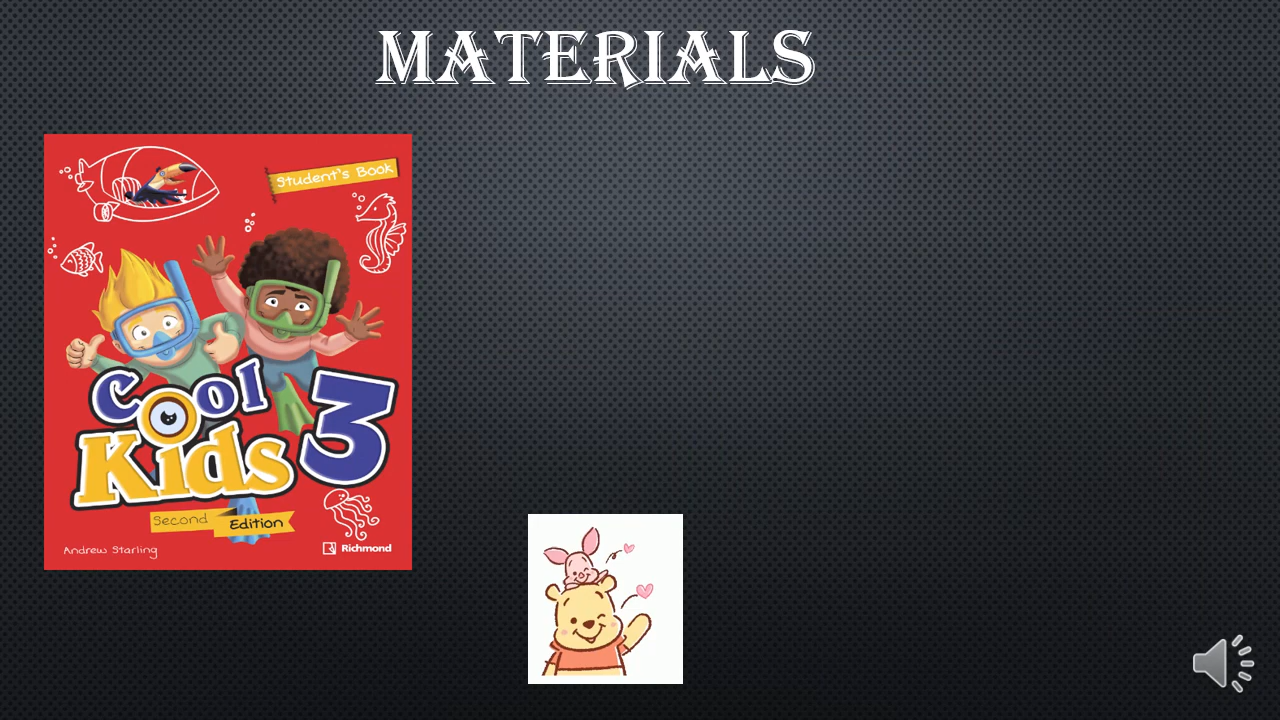 MATERIALS
Student's Book
Cool
Kids 3
Second Edition
Andrew Starling
Richmond